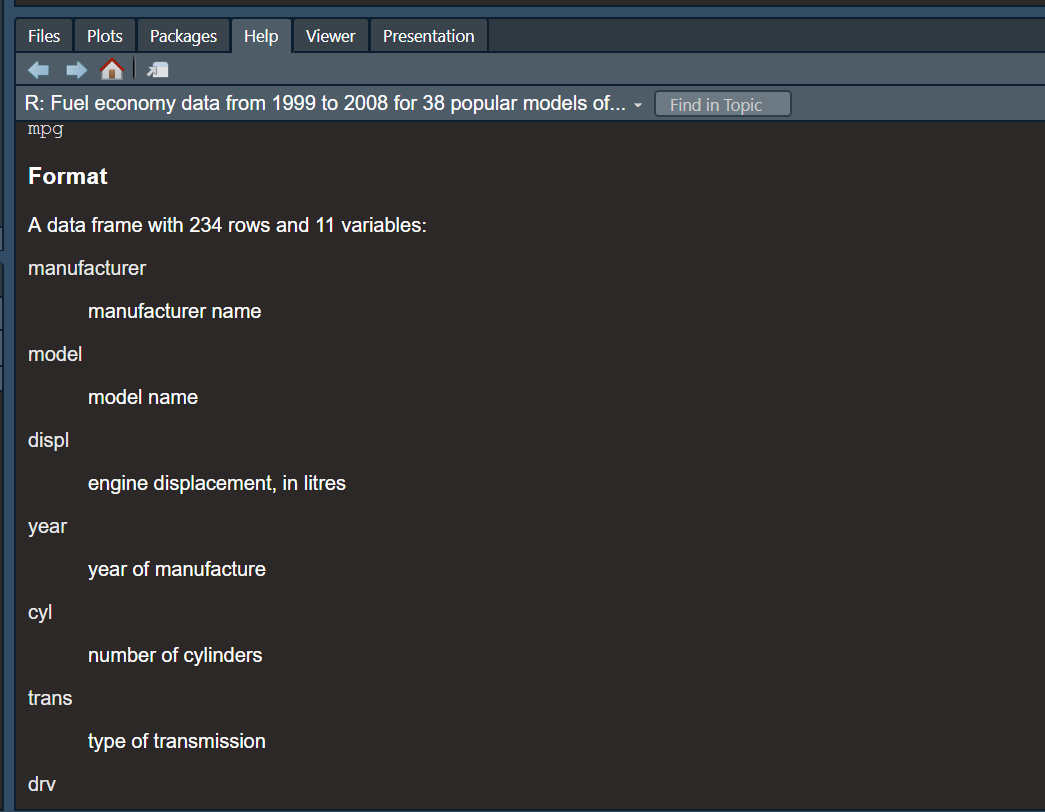 Files Plots Packages Help Viewer Presentation
R: Fuel economy data from 1999 to 2008 for 38 popular models of... Find in Topic
mpg
Format
A data frame with 234 rows and 11 variables:
manufacturer
manufacturer name
model
model name
displ
engine displacement, in litres
year
year of manufacture
cyl
number of cylinders
trans
type of transmission
drv